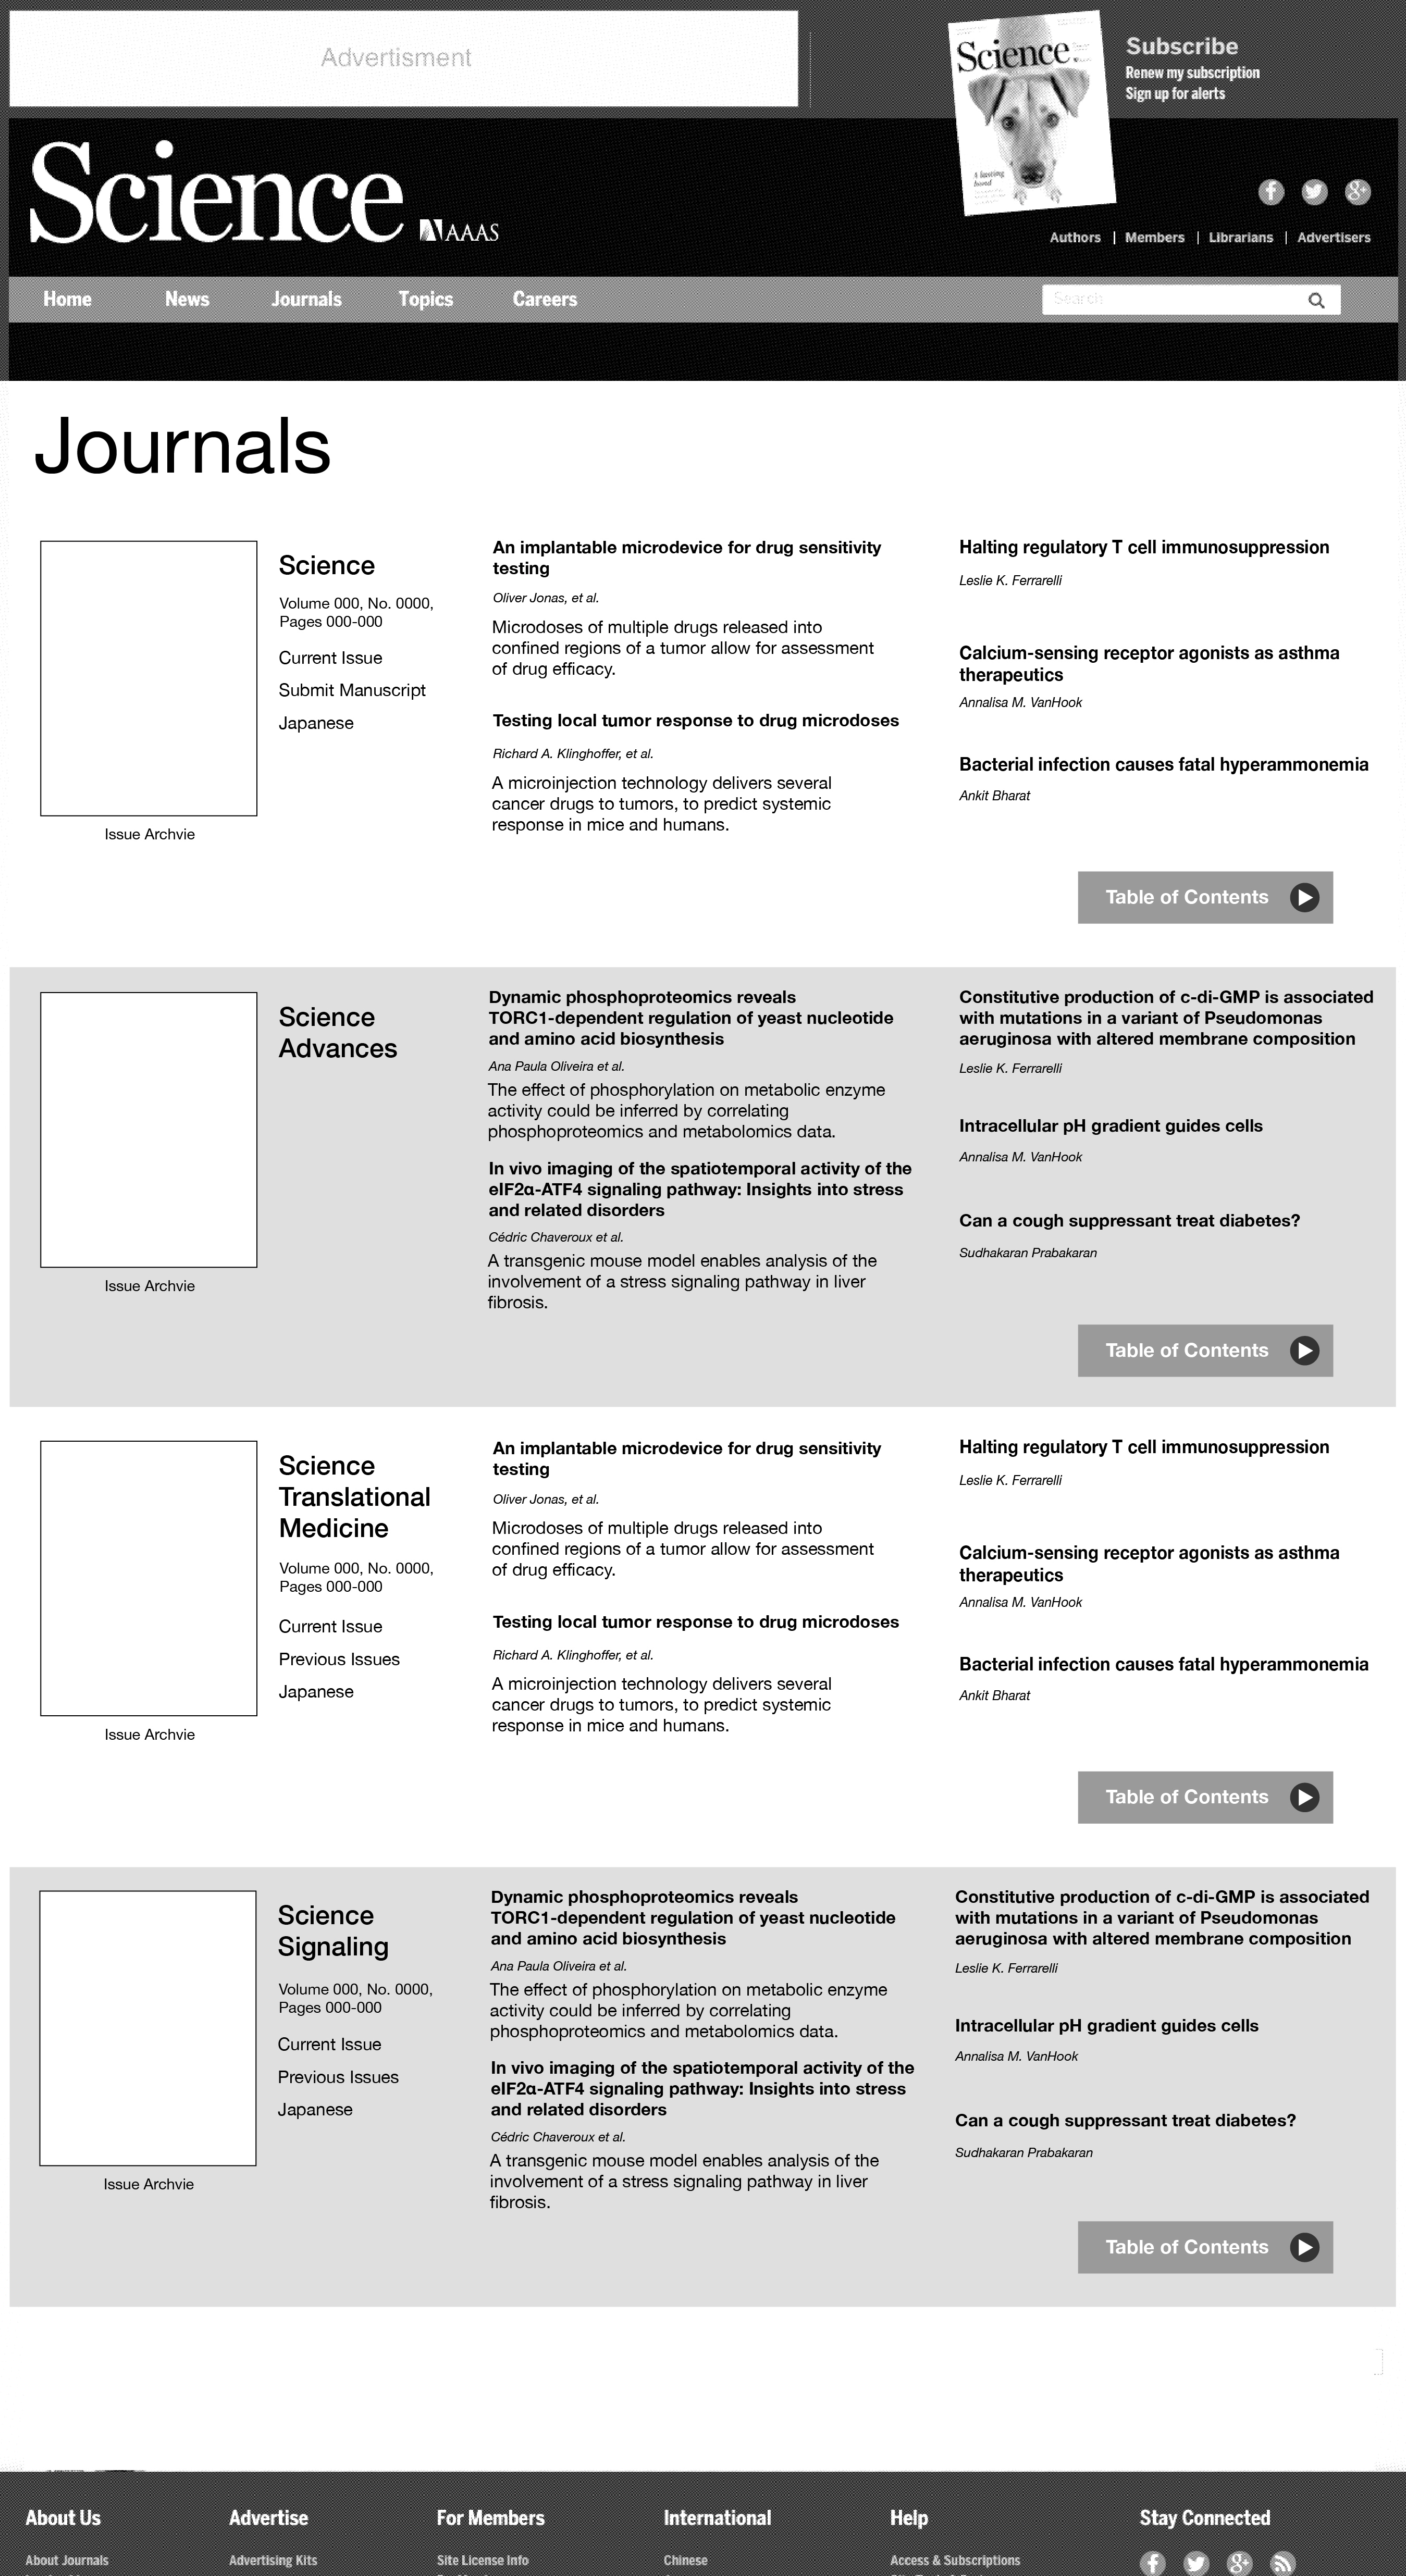 Advertisment
Science
A lasting
bond
Subscribe
Renew my subscription
Sign up for alerts
Science AAAS
Authors | Members | Librarians | Advertisers
Home News Journals Topics Careers
Search
Journals
Science
Volume 000, No. 0000,
Pages 000-000
Current Issue
Submit Manuscript
Japanese
Issue Archvie
An implantable microdevice for drug sensitivity
testing
Oliver Jonas, et al.
Microdoses of multiple drugs released into
confined regions of a tumor allow for assessment
of drug efficacy.
Testing local tumor response to drug microdoses
Richard A. Klinghoffer, et al.
A microinjection technology delivers several
cancer drugs to tumors, to predict systemic
response in mice and humans.
Halting regulatory T cell immunosuppression
Leslie K. Ferrarelli
Calcium-sensing receptor agonists as asthma
therapeutics
Annalisa M. VanHook
Bacterial infection causes fatal hyperammonemia
Ankit Bharat
Table of Contents
Science
Advances
Issue Archvie
Dynamic phosphoproteomics reveals
TORC1-dependent regulation of yeast nucleotide
and amino acid biosynthesis
Ana Paula Oliveira et al.
The effect of phosphorylation on metabolic enzyme
activity could be inferred by correlating
phosphoproteomics and metabolomics data.
In vivo imaging of the spatiotemporal activity of the
eIF2α-ATF4 signaling pathway: Insights into stress
and related disorders
Cédric Chaveroux et al.
A transgenic mouse model enables analysis of the
involvement of a stress signaling pathway in liver
fibrosis.
Constitutive production of c-di-GMP is associated
with mutations in a variant of Pseudomonas
aeruginosa with altered membrane composition
Leslie K. Ferrarelli
Intracellular pH gradient guides cells
Annalisa M. VanHook
Can a cough suppressant treat diabetes?
Sudhakaran Prabakaran
Table of Contents
Science
Translational
Medicine
Volume 000, No. 0000,
Pages 000-000
Current Issue
Previous Issues
Japanese
Issue Archvie
An implantable microdevice for drug sensitivity
testing
Oliver Jonas, et al.
Microdoses of multiple drugs released into
confined regions of a tumor allow for assessment
of drug efficacy.
Testing local tumor response to drug microdoses
Richard A. Klinghoffer, et al.
A microinjection technology delivers several
cancer drugs to tumors, to predict systemic
response in mice and humans.
Halting regulatory T cell immunosuppression
Leslie K. Ferrarelli
Calcium-sensing receptor agonists as asthma
therapeutics
Annalisa M. VanHook
Bacterial infection causes fatal hyperammonemia
Ankit Bharat
Table of Contents
Science
Signaling
Volume 000, No. 0000,
Pages 000-000
Current Issue
Previous Issues
Japanese
Issue Archvie
Dynamic phosphoproteomics reveals
TORC1-dependent regulation of yeast nucleotide
and amino acid biosynthesis
Ana Paula Oliveira et al.
The effect of phosphorylation on metabolic enzyme
activity could be inferred by correlating
phosphoproteomics and metabolomics data.
In vivo imaging of the spatiotemporal activity of the
eIF2α-ATF4 signaling pathway: Insights into stress
and related disorders
Cédric Chaveroux et al.
A transgenic mouse model enables analysis of the
involvement of a stress signaling pathway in liver
fibrosis.
Constitutive production of c-di-GMP is associated
with mutations in a variant of Pseudomonas
aeruginosa with altered membrane composition
Leslie K. Ferrarelli
Intracellular pH gradient guides cells
Annalisa M. VanHook
Can a cough suppressant treat diabetes?
Sudhakaran Prabakaran
Table of Contents
About Us Advertise For Members International Help Stay Connected
About Journals Advertising Kits Site License Info Chinese Access & Subscriptions